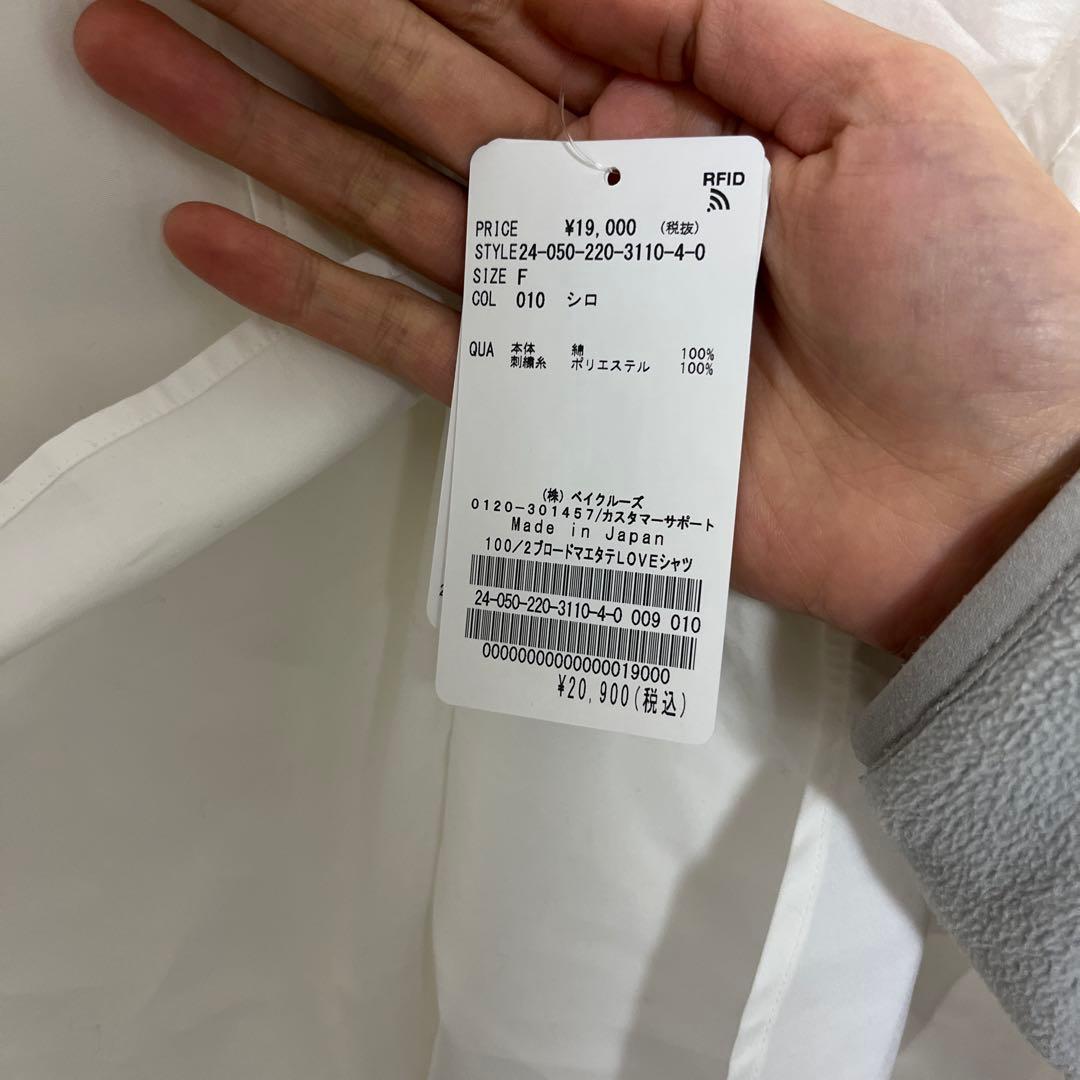 RFID
PRICE ¥19,000 (税抜)
STYLE24-050-220-3110-4-0
SIZE F
COL 010 シロ
QUA 本体 綿 100%
刺繍糸 ポリエステル 100%
(株) ベイクルーズ
0120-301457/カスタマーサポート
Made in Japan
100/2ブロードマエタテLOVEシャツ
24-050-220-3110-4-0 009 010
0000000000000019000
¥20,900(税込)